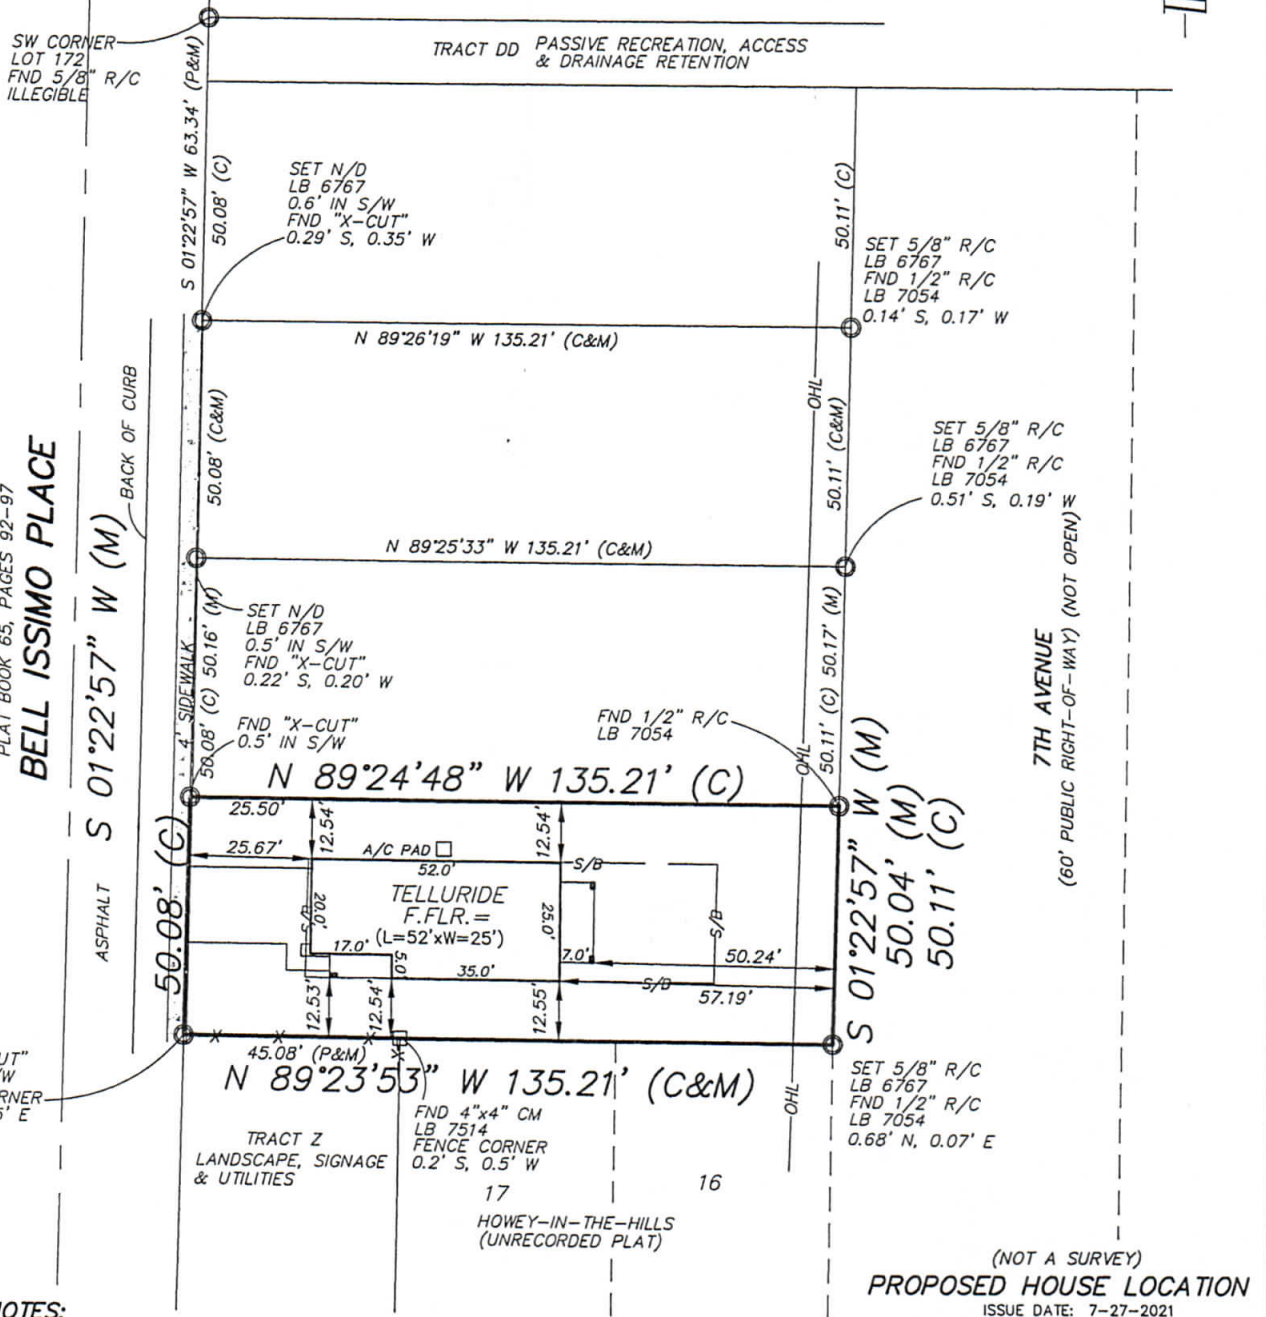 SW CORNER
LOT 172
FND 5/8" R/C
ILLEGIBLE
S 01°22'57" W 63.34' (P&M)
TRACT DD PASSIVE RECREATION, ACCESS
& DRAINAGE RETENTION
50.08' (C)
SET N/D
LB 6767
0.6' IN S/W
FND "X-CUT"
0.29' S, 0.35' W
50.11' (C)
SET 5/8" R/C
LB 6767
FND 1/2" R/C
LB 7054
0.14' S, 0.17' W
N 89°26'19" W 135.21' (C&M)
BACK OF CURB
50.08' (C&M)
OHL
50.11' (C&M)
SET 5/8" R/C
LB 6767
FND 1/2" R/C
LB 7054
0.51' S, 0.19' W
PLAT BOOK 65, PAGES 92-97
BELL ISSIMO PLACE
S 01°22'57" W (M)
ASPHALT
N 89°25'33" W 135.21' (C&M)
SET N/D
LB 6767
0.5' IN S/W
FND "X-CUT"
0.22' S, 0.20' W
4' SIDEWALK
50.08' (C) 50.16' (M)
50.11' (C) 50.17' (M)
7TH AVENUE
(60' PUBLIC RIGHT-OF-WAY) (NOT OPEN)
FND "X-CUT"
0.5' IN S/W
FND 1/2" R/C
LB 7054
OHL
N 89°24'48" W 135.21' (C)
25.50'
12.54'
12.54'
25.67'
A/C PAD
52.0'
S/B
TELLURIDE
F.FLR.=
(L=52'xW=25')
20.0'
S/B
25.0'
S/B
17.0'
5.0'
35.0'
7.0'
50.24'
S/B
57.19'
12.53'
12.54'
12.55'
50.08' (C)
S 01°22'57" W (M)
50.04' (M)
50.11' (C)
45.08' (P&M)
N 89°23'53" W 135.21' (C&M)
UT"
/W
RNER
5' E
FND 4"x4" CM
LB 7514
FENCE CORNER
0.2' S, 0.5' W
OHL
SET 5/8" R/C
LB 6767
FND 1/2" R/C
LB 7054
0.68' N, 0.07' E
TRACT Z
LANDSCAPE, SIGNAGE
& UTILITIES
17
16
HOWEY-IN-THE-HILLS
(UNRECORDED PLAT)
(NOT A SURVEY)
PROPOSED HOUSE LOCATION
ISSUE DATE: 7-27-2021
NOTES: